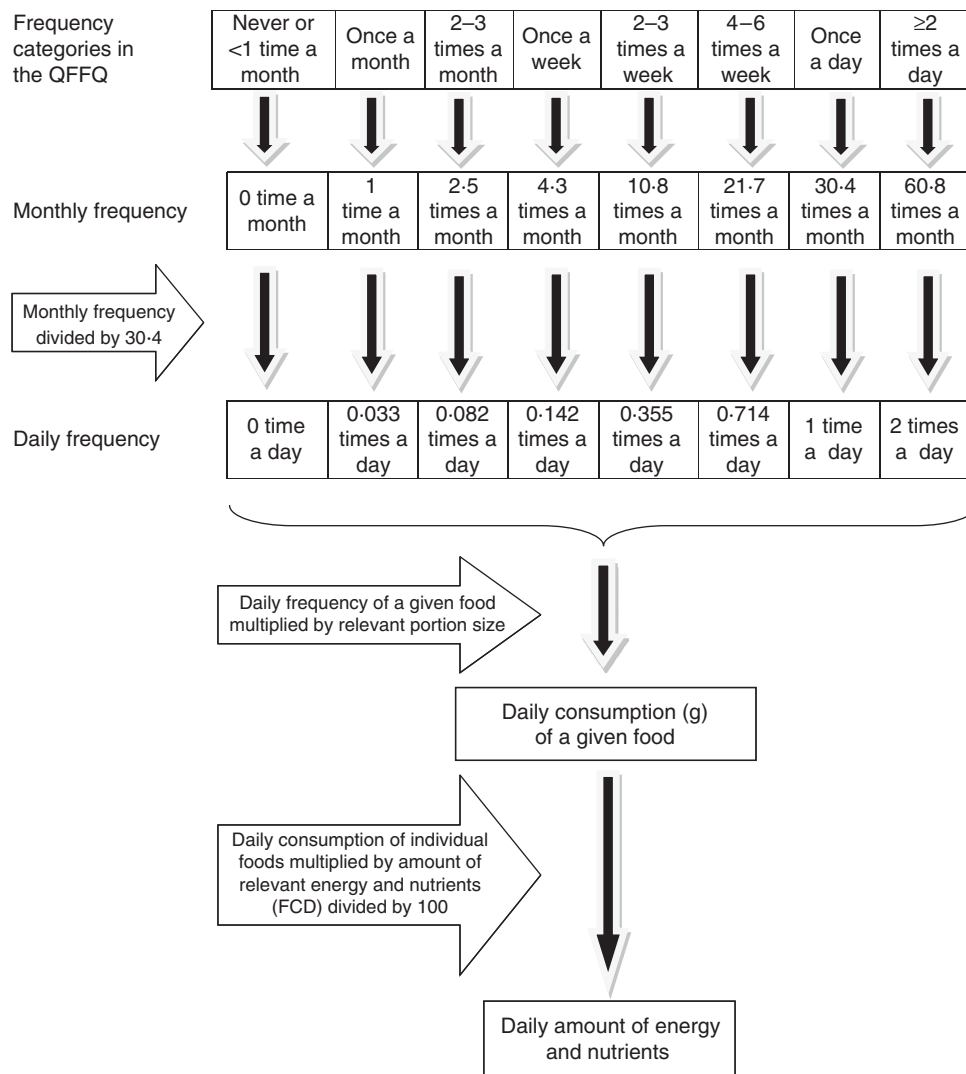 Frequency
categories in
the QFFQ
Never or
<1 time a
month
Once a
month
2–3
times a
month
Once a
week
2–3
times a
week
4–6
times a
week
Once
a day
≥2
times a
day
Monthly frequency
0 time a
month
1
time a
month
2·5
times a
month
4·3
times a
month
10·8
times a
month
21·7
times a
month
30·4
times a
month
60·8
times a
month
Monthly frequency
divided by 30·4
Daily frequency
0 time
a day
0·033
times a
day
0·082
times a
day
0·142
times a
day
0·355
times a
day
0·714
times a
day
1 time
a day
2 times
a day
Daily frequency of a given food
multiplied by relevant portion size
Daily consumption (g)
of a given food
Daily consumption of individual
foods multiplied by amount of
relevant energy and nutrients
(FCD) divided by 100
Daily amount of energy
and nutrients